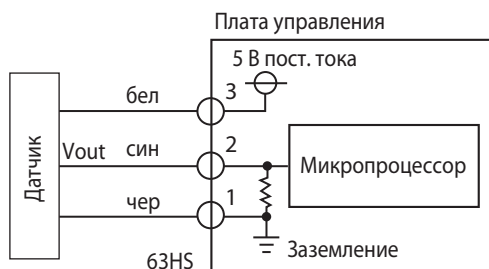 Плата управления
5 В пост. тока
бел
3
Датчик
Vout
син
2
Микропроцессор
чер
1
Заземление
63HS